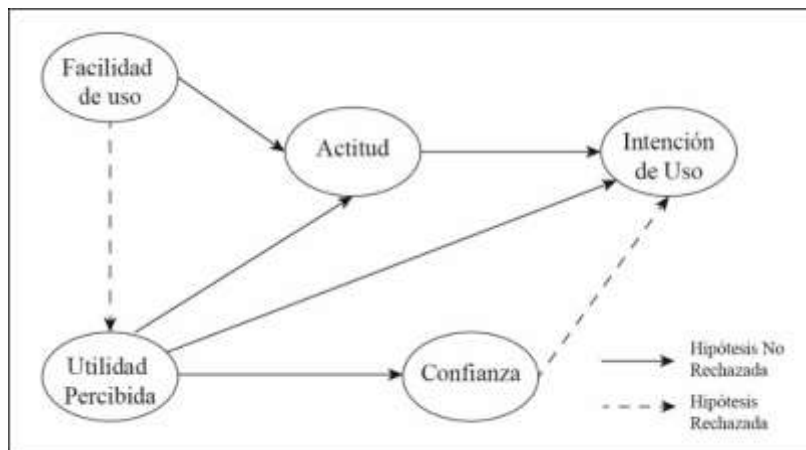 Facilidad
de uso
Actitud
Intención
de Uso
Utilidad
Percibida
Confianza
Hipótesis No
Rechazada
Hipótesis
Rechazada